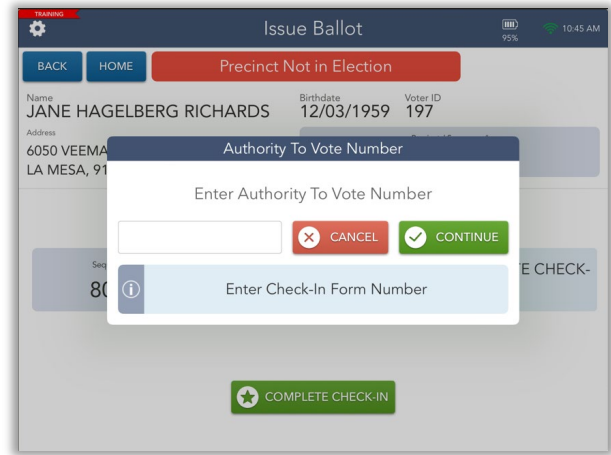 TRAINING
Issue Ballot
95%
10:45 AM
BACK
HOME
Precinct Not in Election
Name
JANE HAGELBERG RICHARDS
Birthdate
12/03/1959
Voter ID
197
Address
6050 VEEMA
LA MESA, 91
Authority To Vote Number
Enter Authority To Vote Number
CANCEL
CONTINUE
Enter Check-In Form Number
Seq
80
E CHECK-
COMPLETE CHECK-IN